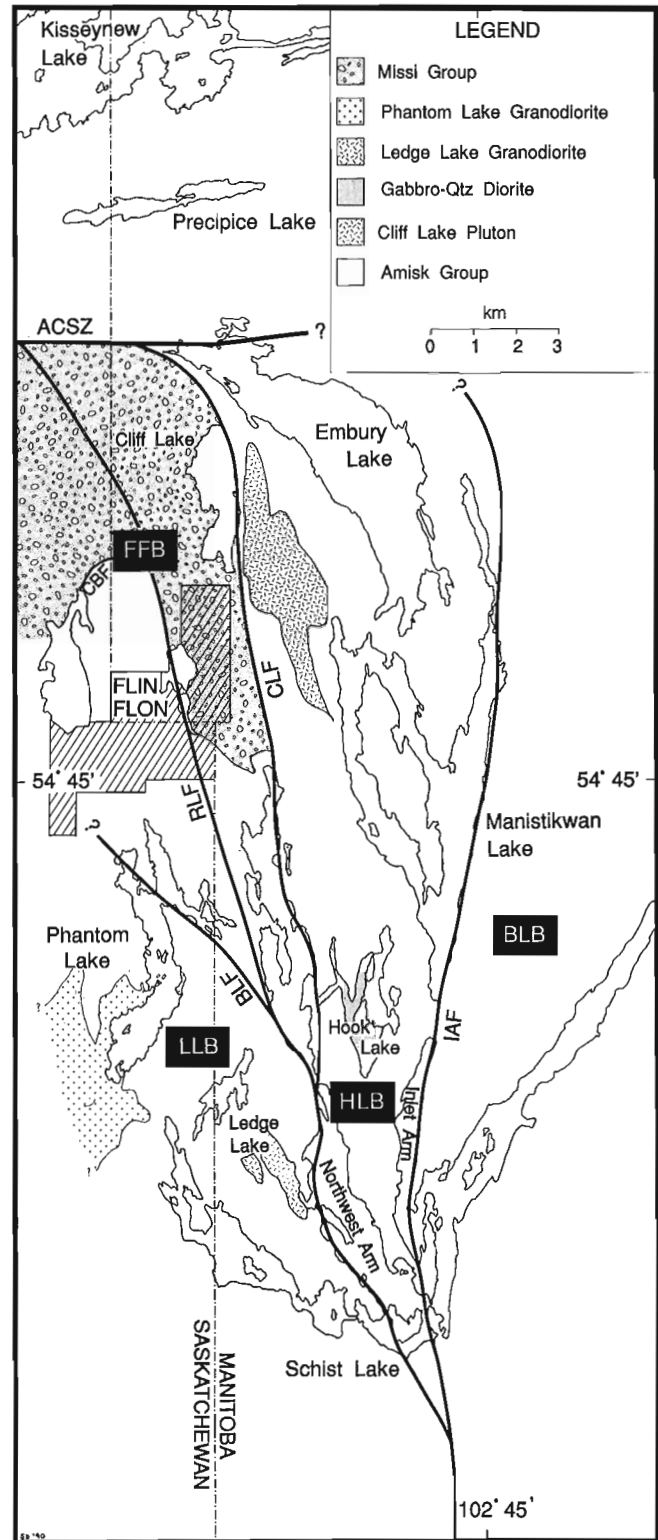 Kisseynew
Lake
LEGEND
Missi Group
Phantom Lake Granodiorite
Ledge Lake Granodiorite
Gabbro-Qtz Diorite
Cliff Lake Pluton
Amisk Group
km
0 1 2 3
Precipice Lake
ACSZ
?
?
Cliff Lake
Embury
Lake
FFB
CBF
CLF
FLIN
FLON
54° 45'
54° 45'
RLF
Manistikwan
Lake
?
BLB
Phantom
Lake
BLF
IAF
Hook
Lake
LLB
HLB
Inlet Arm
Ledge
Lake
Northwest Arm
SASKATCHEWAN
MANITOBA
Schist Lake
102° 45'